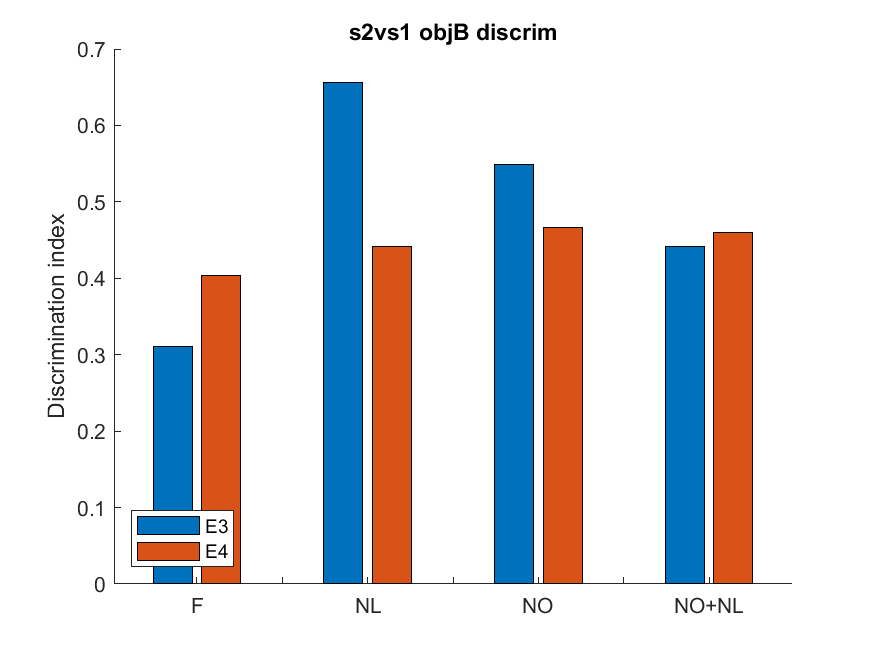 s2vs1 objB discrim
Discrimination index
0.7
0.6
0.5
0.4
0.3
0.2
0.1
0
E3
E4
F
NL
NO
NO+NL